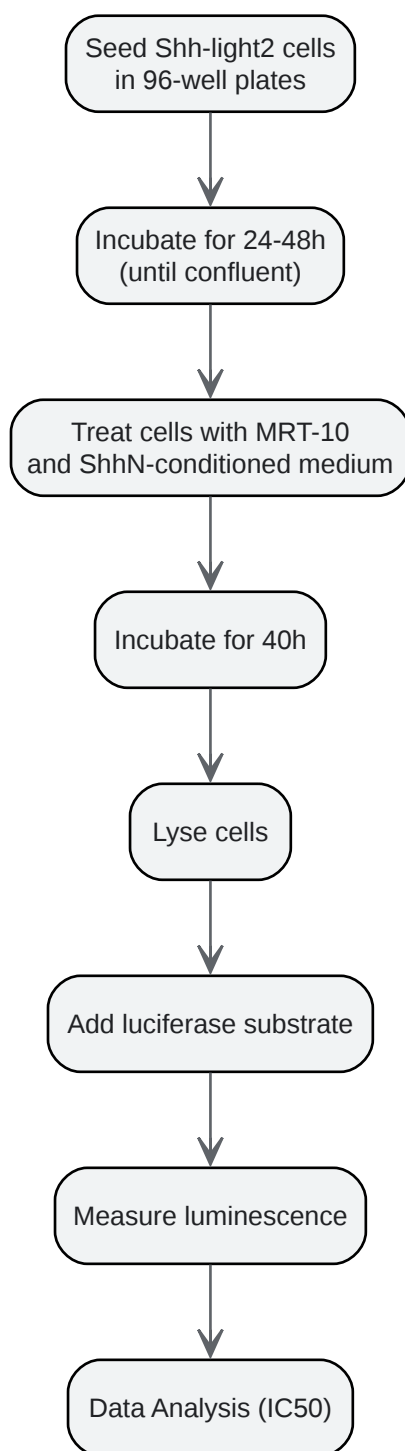 Seed Shh-light2 cells
in 96-well plates
Incubate for 24-48h
(until confluent)
Treat cells with MRT-10
and ShhN-conditioned medium
Incubate for 40h
Lyse cells
Add luciferase substrate
Measure luminescence
Data Analysis (IC50)